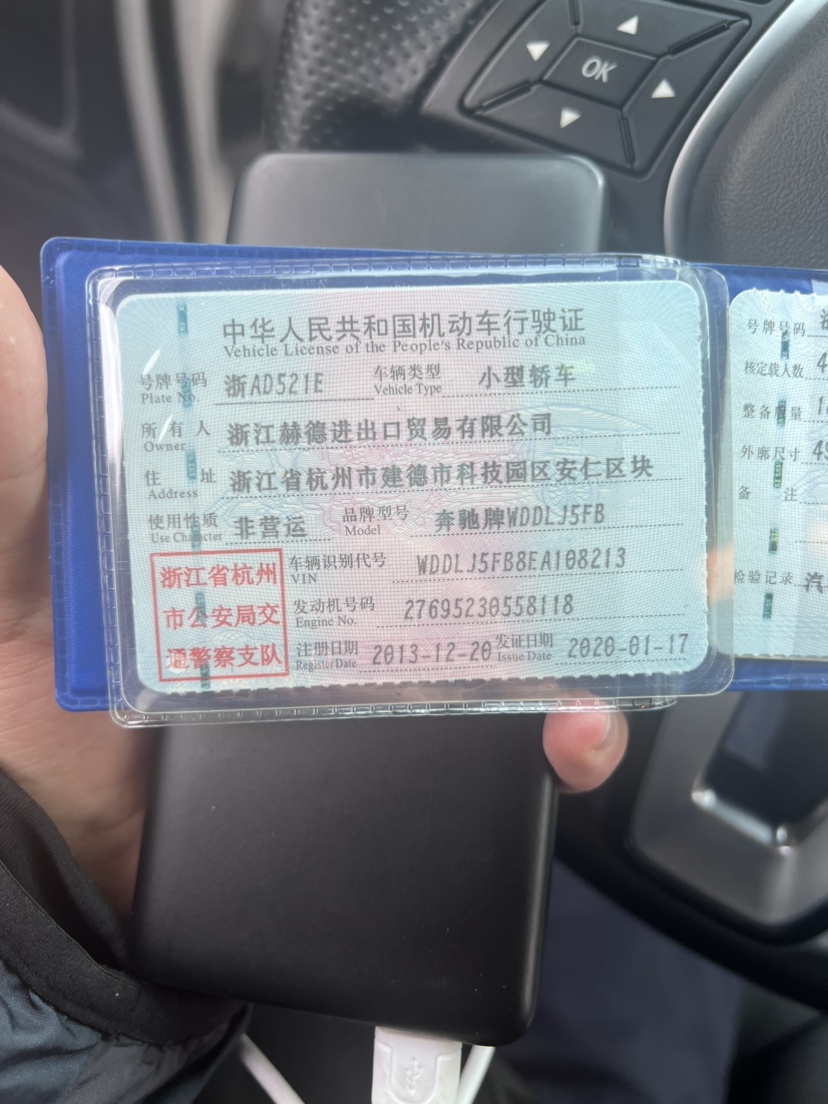 OK
中华人民共和国机动车行驶证
Vehicle License of the People's Republic of China
号牌号码 浙AD521E 车辆类型 小型轿车
Plate No. Vehicle Type
所有人 浙江赫德进出口贸易有限公司
Owner
住址 浙江省杭州市建德市科技园区安仁区块
Address
使用性质 非营运 品牌型号 奔驰牌WDDLJ5FB
Use Character Model
浙江省杭州
市公安局交
通警察支队
车辆识别代号 WDDLJ5FB8EA108213
VIN
发动机号码 27695230558118
Engine No.
注册日期 2013-12-20 发证日期 2020-01-17
Register Date Issue Date
号牌号码
核定载人数 4
整备质量 1
外廓尺寸 49
备注
检验记录 汽